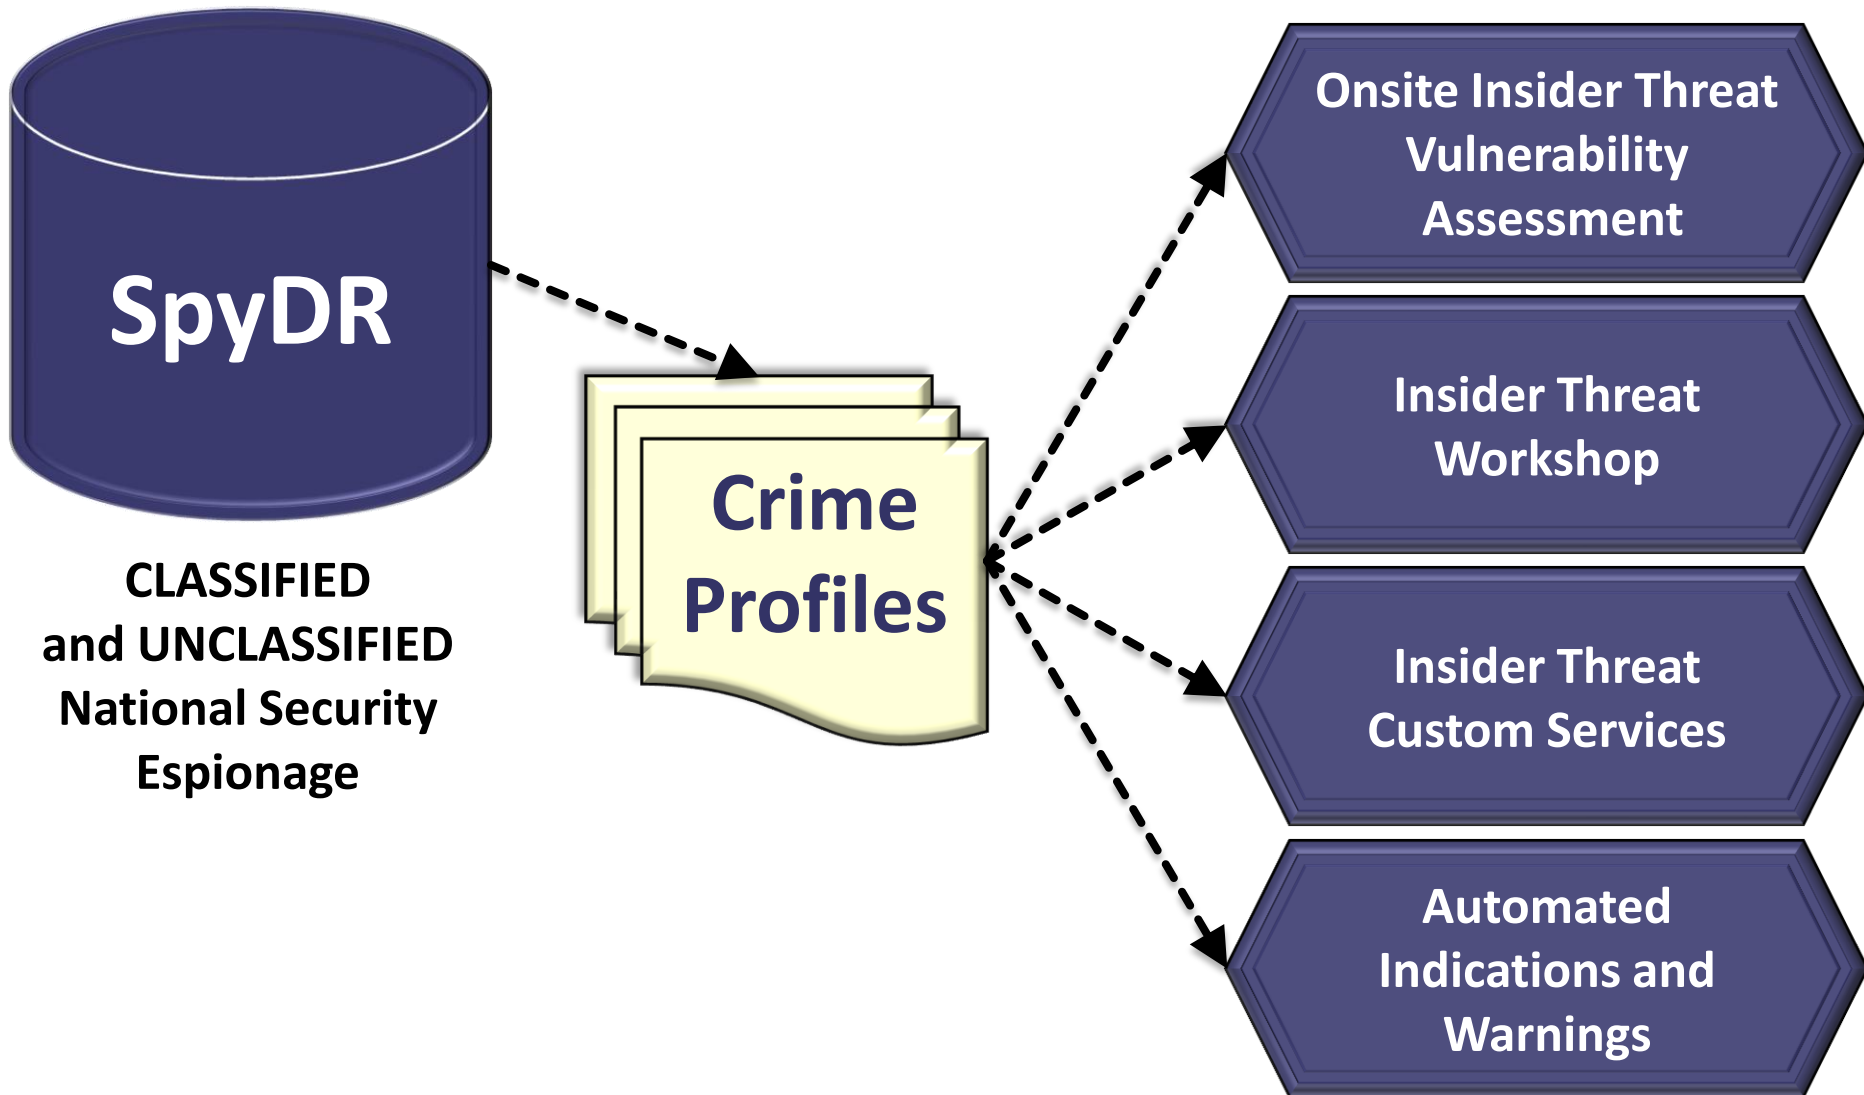 SpyDR
CLASSIFIED
and UNCLASSIFIED
National Security
Espionage
Crime
Profiles
Onsite Insider Threat
Vulnerability
Assessment
Insider Threat
Workshop
Insider Threat
Custom Services
Automated
Indications and
Warnings